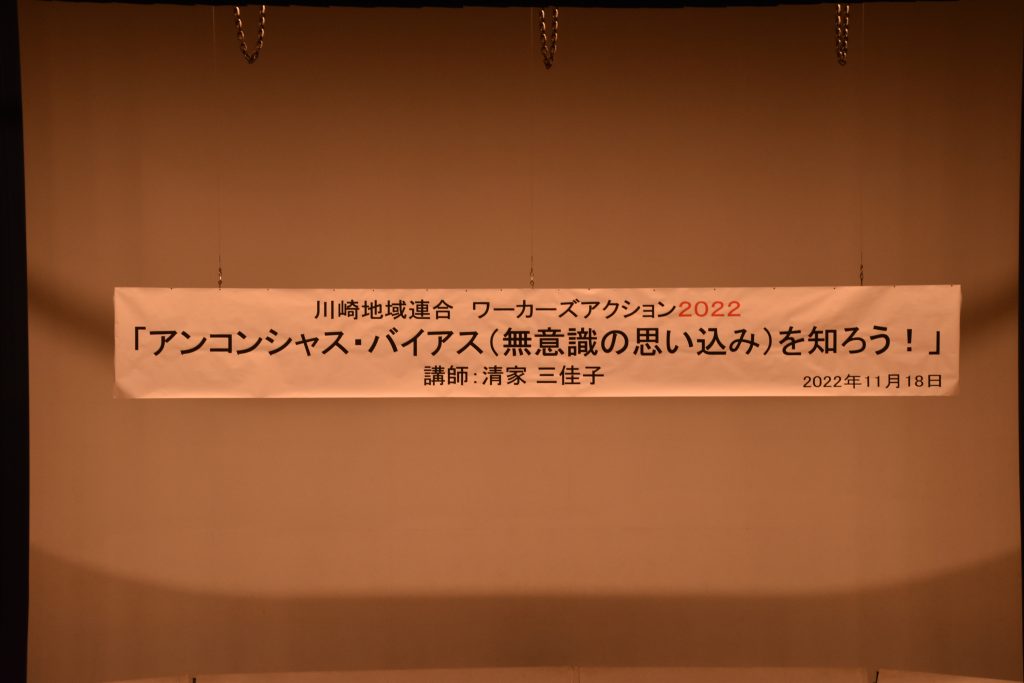 川崎地域連合　ワーカーズアクション2022
「アンコンシャス・バイアス(無意識の思い込み)を知ろう！」
講師:清家 三佳子
2022年11月18日